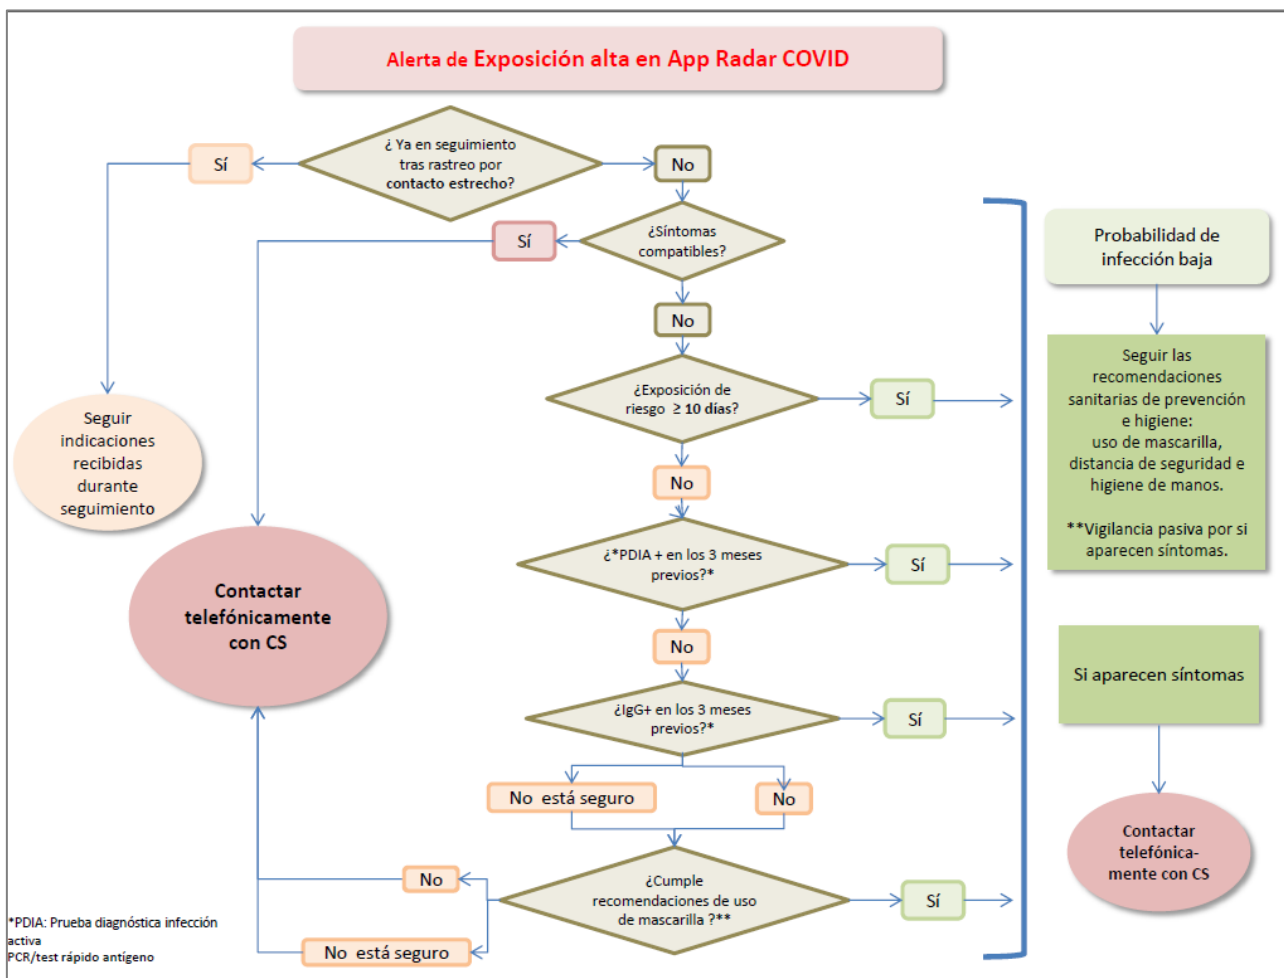 Alerta de Exposición alta en App Radar COVID
¿ Ya en seguimiento
tras rastreo por
contacto estrecho?
Sí
No
¿Síntomas
compatibles?
Sí
No
¿Exposición de
riesgo ≥ 10 días?
Sí
No
¿*PDIA + en los 3 meses
previos?*
Sí
No
¿IgG+ en los 3 meses
previos?*
Sí
No está seguro
No
¿Cumple
recomendaciones de uso
de mascarilla ?**
Sí
No
No está seguro
Seguir
indicaciones
recibidas
durante
seguimiento
Contactar
telefónicamente
con CS
Probabilidad de
infección baja
Seguir las
recomendaciones
sanitarias de prevención
e higiene:
uso de mascarilla,
distancia de seguridad e
higiene de manos.
**Vigilancia pasiva por si
aparecen síntomas.
Si aparecen síntomas
Contactar
telefónica-
mente con CS
*PDIA: Prueba diagnóstica infección
activa
PCR/test rápido antígeno